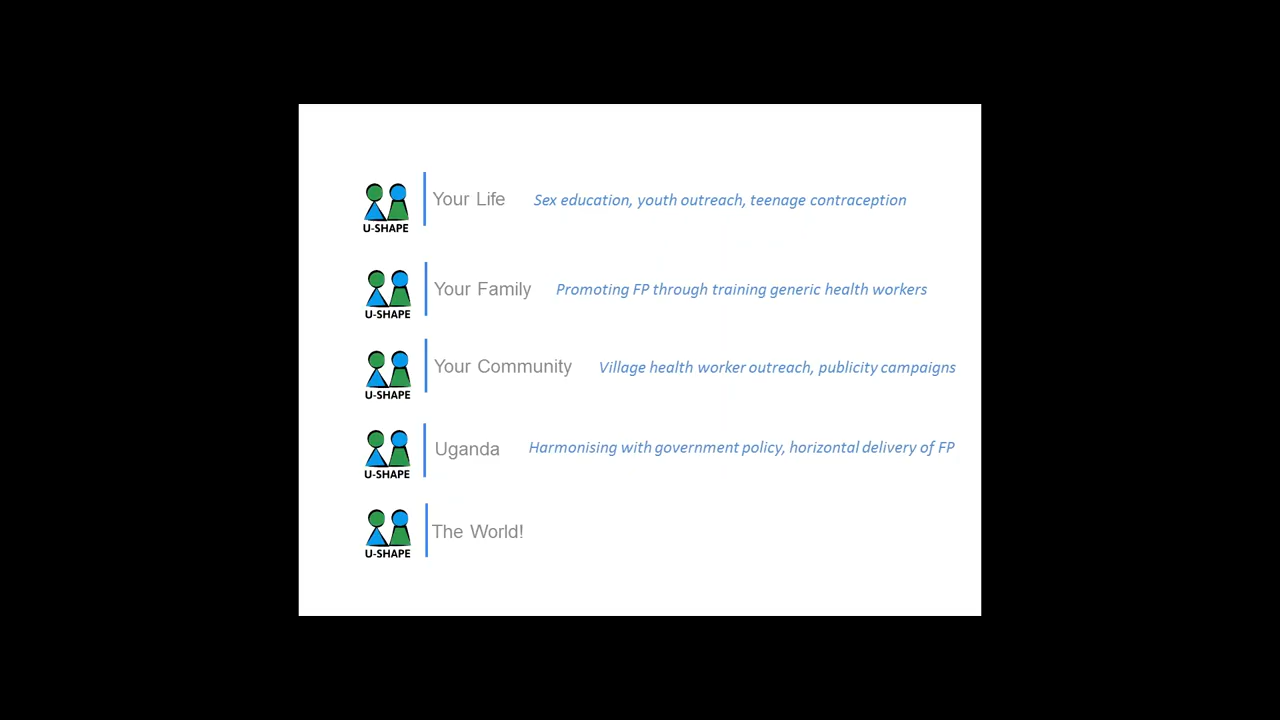 Your Life Sex education, youth outreach, teenage contraception
U-SHAPE
Your Family Promoting FP through training generic health workers
U-SHAPE
Your Community Village health worker outreach, publicity campaigns
U-SHAPE
Uganda Harmonising with government policy, horizontal delivery of FP
U-SHAPE
The World!
U-SHAPE